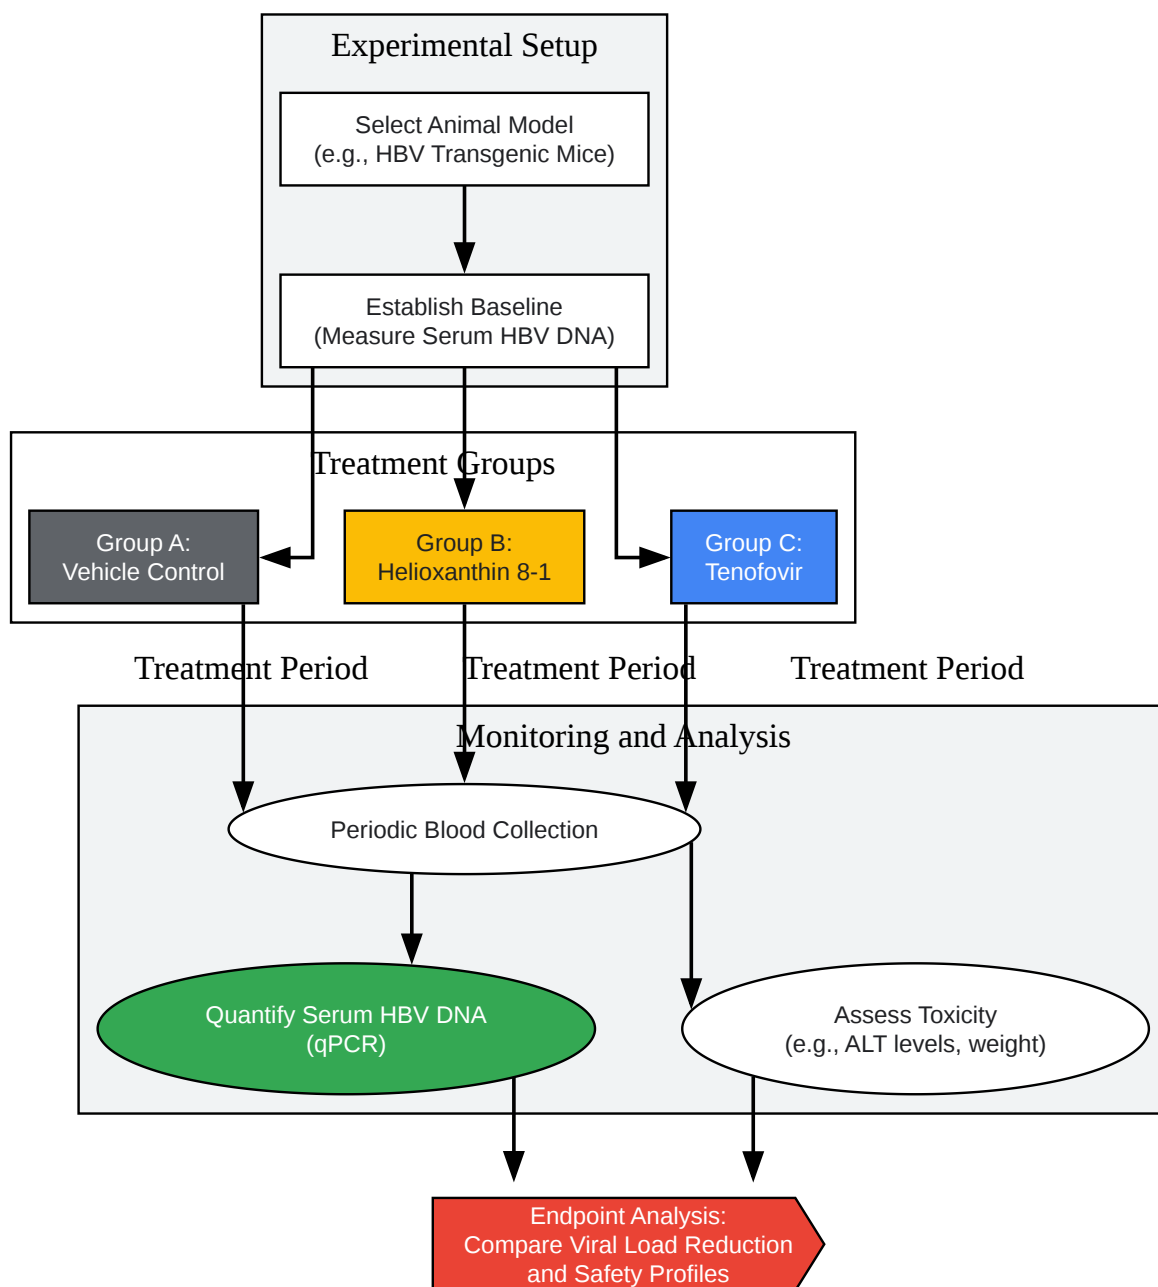 Experimental Setup
Select Animal Model
(e.g., HBV Transgenic Mice)
Establish Baseline
(Measure Serum HBV DNA)
Treatment Groups
Group A:
Vehicle Control
Group B:
Helioxanthin 8-1
Group C:
Tenofovir
Treatment Period
Treatment Period
Treatment Period
Monitoring and Analysis
Periodic Blood Collection
Quantify Serum HBV DNA
(qPCR)
Assess Toxicity
(e.g., ALT levels, weight)
Endpoint Analysis:
Compare Viral Load Reduction
and Safety Profiles